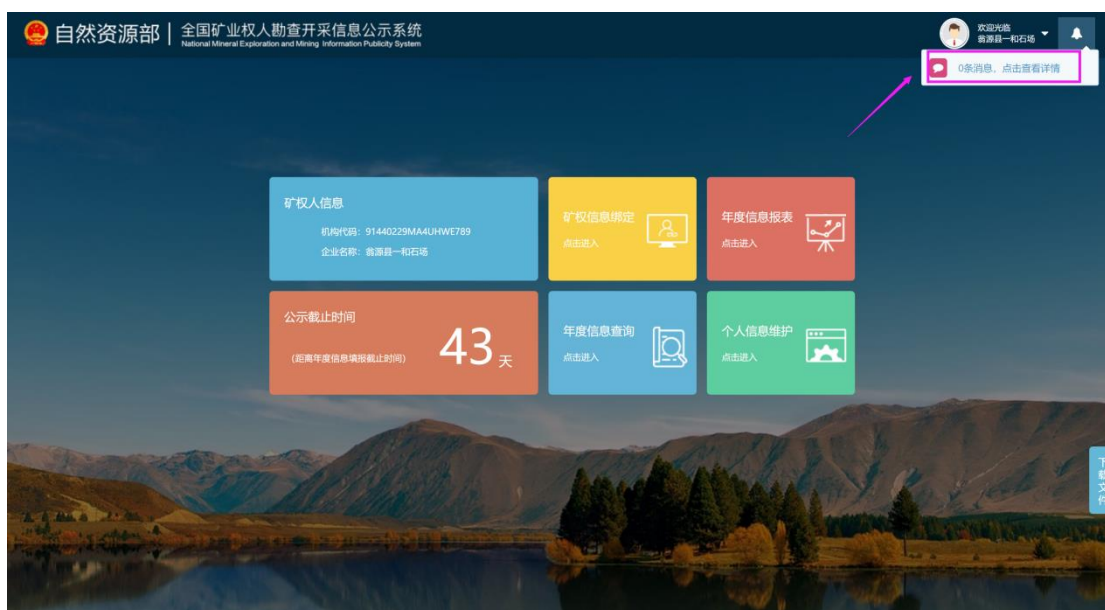 自然资源部
全国矿业权人勘查开采信息公示系统
National Mineral Exploration and Mining Information Publicity System
欢迎光临
翁源县一和石场
0条消息，点击查看详情
矿权人信息
机构代码：91440229MA4UHWE789
企业名称：翁源县一和石场
矿权信息绑定
点击进入
年度信息报表
点击进入
公示截止时间
（距离年度信息填报截止时间）
43天
年度信息查询
点击进入
个人信息维护
点击进入
下载文件